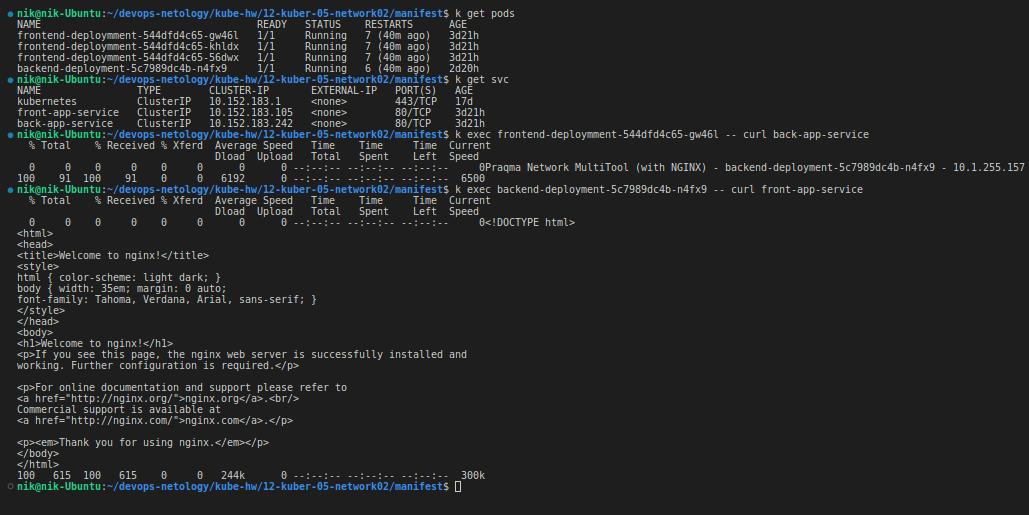 nik@nik-Ubuntu:~/devops-netology/kube-hw/12-kuber-05-network02/manifest$ k get pods
NAME                                    READY   STATUS    RESTARTS      AGE
frontend-deploymment-544dfd4c65-gw46l   1/1     Running   7 (40m ago)   3d21h
frontend-deploymment-544dfd4c65-khldx   1/1     Running   7 (40m ago)   3d21h
frontend-deploymment-544dfd4c65-56dwx   1/1     Running   7 (40m ago)   3d21h
backend-deployment-5c7989dc4b-n4fx9     1/1     Running   6 (40m ago)   2d20h
nik@nik-Ubuntu:~/devops-netology/kube-hw/12-kuber-05-network02/manifest$ k get svc
NAME                TYPE        CLUSTER-IP       EXTERNAL-IP   PORT(S)   AGE
kubernetes          ClusterIP   10.152.183.1     <none>        443/TCP   17d
front-app-service   ClusterIP   10.152.183.105   <none>        80/TCP    3d21h
back-app-service    ClusterIP   10.152.183.242   <none>        80/TCP    3d21h
nik@nik-Ubuntu:~/devops-netology/kube-hw/12-kuber-05-network02/manifest$ k exec frontend-deploymment-544dfd4c65-gw46l -- curl back-app-service
  % Total    % Received % Xferd  Average Speed   Time    Time     Time  Current
                                 Dload  Upload   Total   Spent    Left  Speed
  0     0    0     0    0     0      0      0 --:--:-- --:--:-- --:--:--     0Praqma Network MultiTool (with NGINX) - backend-deployment-5c7989dc4b-n4fx9 - 10.1.255.157
100    91  100    91    0     0   6192      0 --:--:-- --:--:-- --:--:--  6500
nik@nik-Ubuntu:~/devops-netology/kube-hw/12-kuber-05-network02/manifest$ k exec backend-deployment-5c7989dc4b-n4fx9 -- curl front-app-service
  % Total    % Received % Xferd  Average Speed   Time    Time     Time  Current
                                 Dload  Upload   Total   Spent    Left  Speed
  0     0    0     0    0     0      0      0 --:--:-- --:--:-- --:--:--     0<!DOCTYPE html>
<html>
<head>
<title>Welcome to nginx!</title>
<style>
html { color-scheme: light dark; }
body { width: 35em; margin: 0 auto;
font-family: Tahoma, Verdana, Arial, sans-serif; }
</style>
</head>
<body>
<h1>Welcome to nginx!</h1>
<p>If you see this page, the nginx web server is successfully installed and
working. Further configuration is required.</p>

<p>For online documentation and support please refer to
<a href="http://nginx.org/">nginx.org</a>.<br/>
Commercial support is available at
<a href="http://nginx.com/">nginx.com</a>.</p>

<p><em>Thank you for using nginx.</em></p>
</body>
</html>
100   615  100   615    0     0   244k      0 --:--:-- --:--:-- --:--:--  300k
nik@nik-Ubuntu:~/devops-netology/kube-hw/12-kuber-05-network02/manifest$